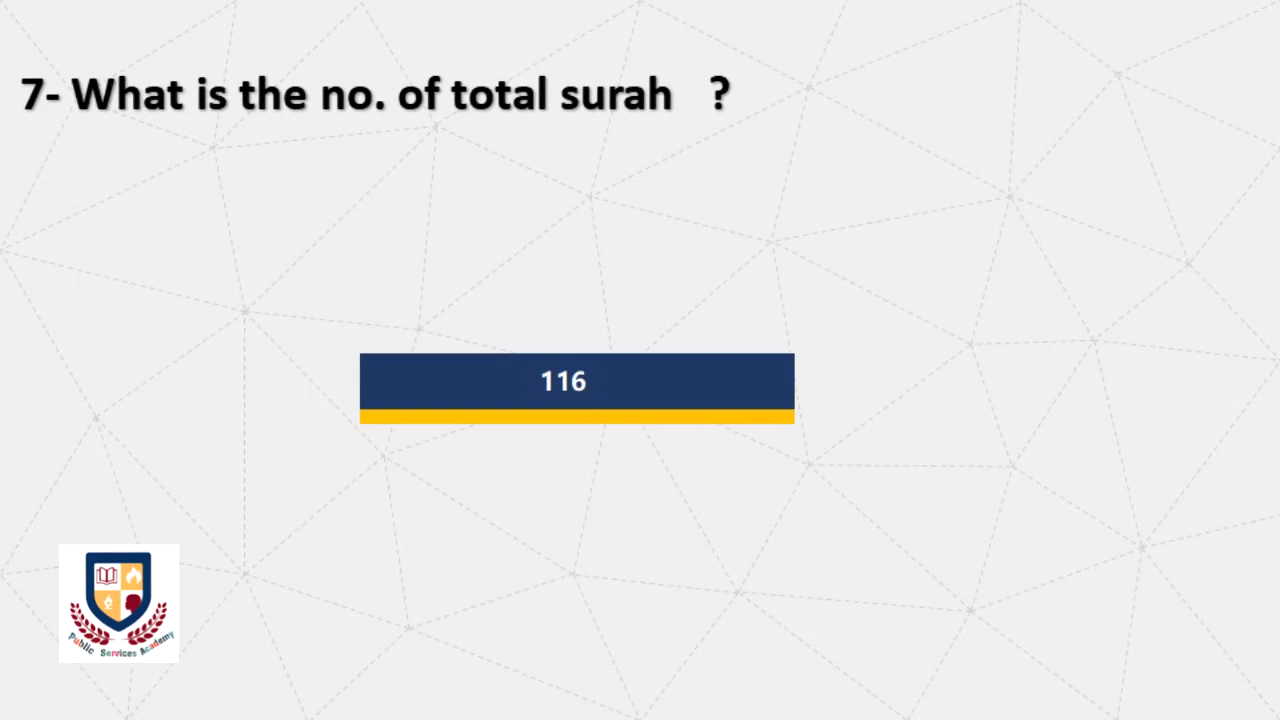 7- What is the no. of total surah ?
116
Public Services Academy